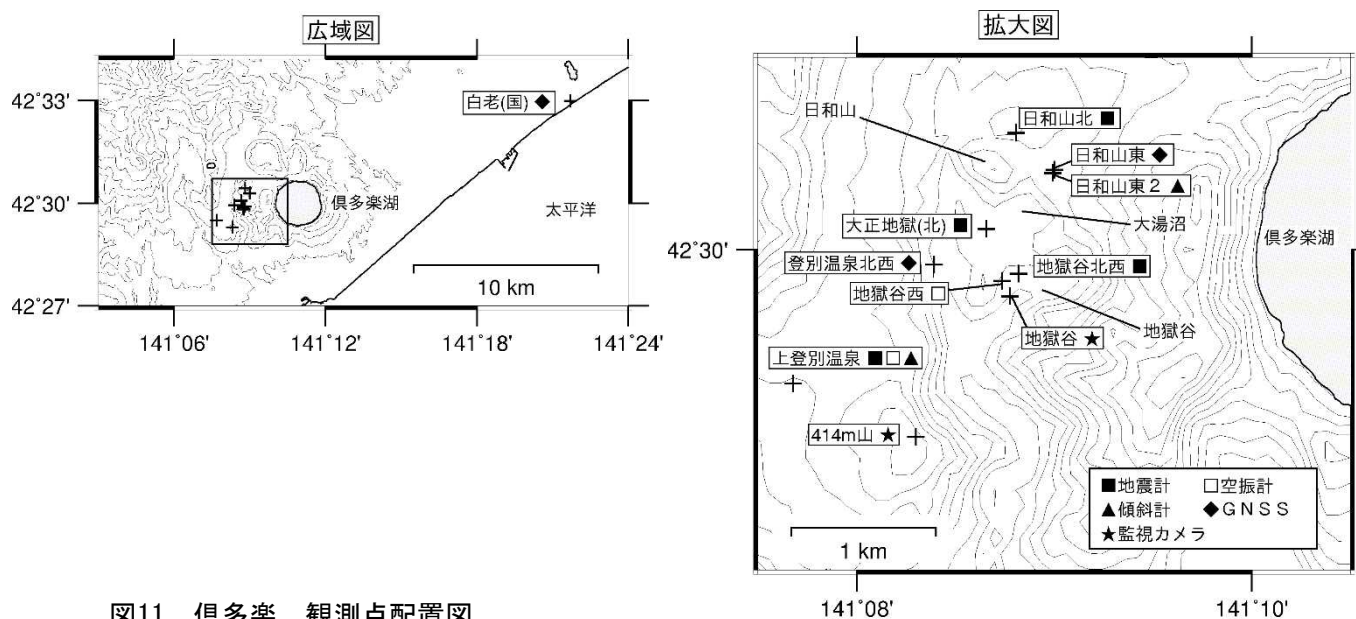 広域図
42°33'
42°30'
42°27'
141°06'
141°12'
141°18'
141°24'
白老(国) ◆
0
倶多楽湖
太平洋
10 km
拡大図
日和山
日和山北 ■
日和山東 ◆
日和山東２ ▲
大正地獄(北) ■
大湯沼
倶多楽湖
42°30'
登別温泉北西 ◆
地獄谷北西 ■
地獄谷西 □
地獄谷 ★
地獄谷
上登別温泉 ■□▲
414m山 ★
■地震計 □空振計
▲傾斜計 ◆ＧＮＳＳ
★監視カメラ
1 km
141°08'
141°10'
図11 倶多楽 観測点配置図